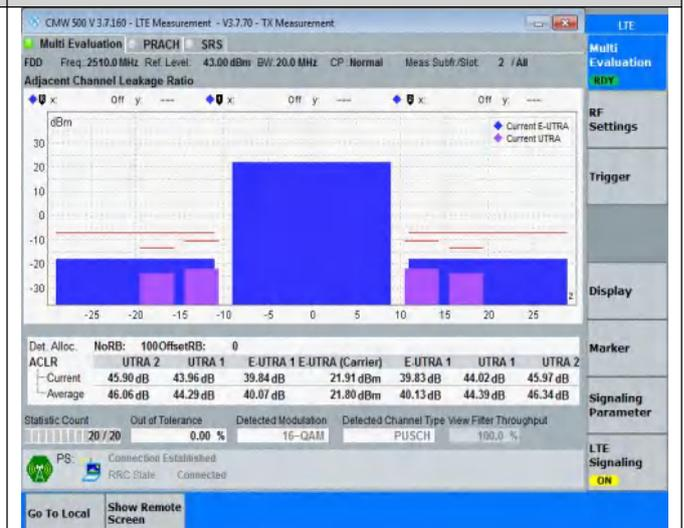 CMW 500 V 3.7.160 - LTE Measurement - V3.7.70 - TX Measurement
LTE
Multi Evaluation PRACH SRS
Multi Evaluation
RDY
FDD Freq: 2510.0 MHz Ref. Level: 43.00 dBm BW: 20.0 MHz CP: Normal Meas Subfr./Slot: 2 / All
Adjacent Channel Leakage Ratio
x: Off y: --- x: Off y: --- x: Off y: ---
dBm
Current E-UTRA
Current UTRA
RF Settings
30
20
10
0
-10
-20
-30
Trigger
z
-25 -20 -15 -10 -5 0 5 10 15 20 25
Display
Det. Alloc. NoRB: 100 OffsetRB: 0
Marker
ACLR UTRA 2 UTRA 1 E-UTRA 1 E-UTRA (Carrier) E-UTRA 1 UTRA 1 UTRA 2
Current 45.90 dB 43.96 dB 39.84 dB 21.91 dBm 39.83 dB 44.02 dB 45.97 dB
Average 46.06 dB 44.29 dB 40.07 dB 21.80 dBm 40.13 dB 44.39 dB 46.34 dB
Signaling Parameter
Statistic Count Out of Tolerance Detected Modulation Detected Channel Type View Filter Throughput
20 / 20 0.00 % 16-QAM PUSCH 100.0 %
PS: Connection Established
RRC State Connected
LTE Signaling
ON
Go To Local
Show Remote Screen